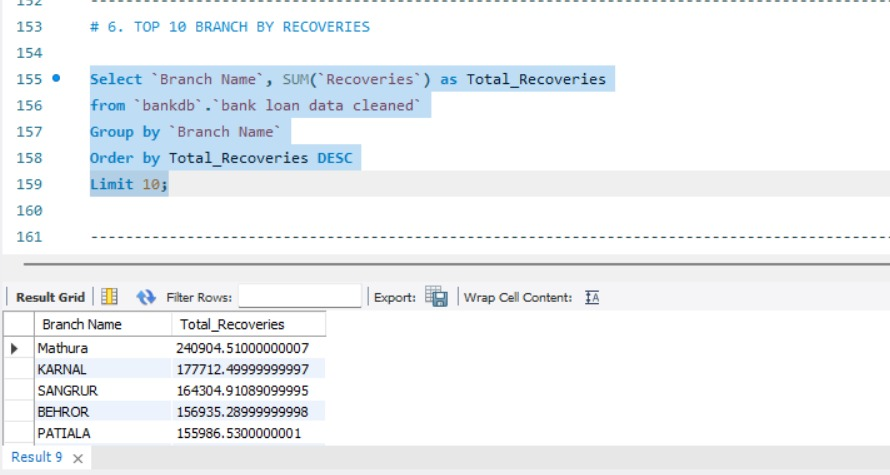 152
153 # 6. TOP 10 BRANCH BY RECOVERIES
154
155 Select `Branch Name`, SUM(`Recoveries`) as Total_Recoveries
156 from `bankdb`.`bank loan data cleaned`
157 Group by `Branch Name`
158 Order by Total_Recoveries DESC
159 Limit 10;
160
161 --------------------------------------------------------------------------------------------
Result Grid Filter Rows: Export: Wrap Cell Content: IA
Branch Name Total_Recoveries
Mathura 240904.51000000007
KARNAL 177712.49999999997
SANGRUR 164304.91089099995
BEHROR 156935.28999999998
PATIALA 155986.5300000001
Result 9 ×